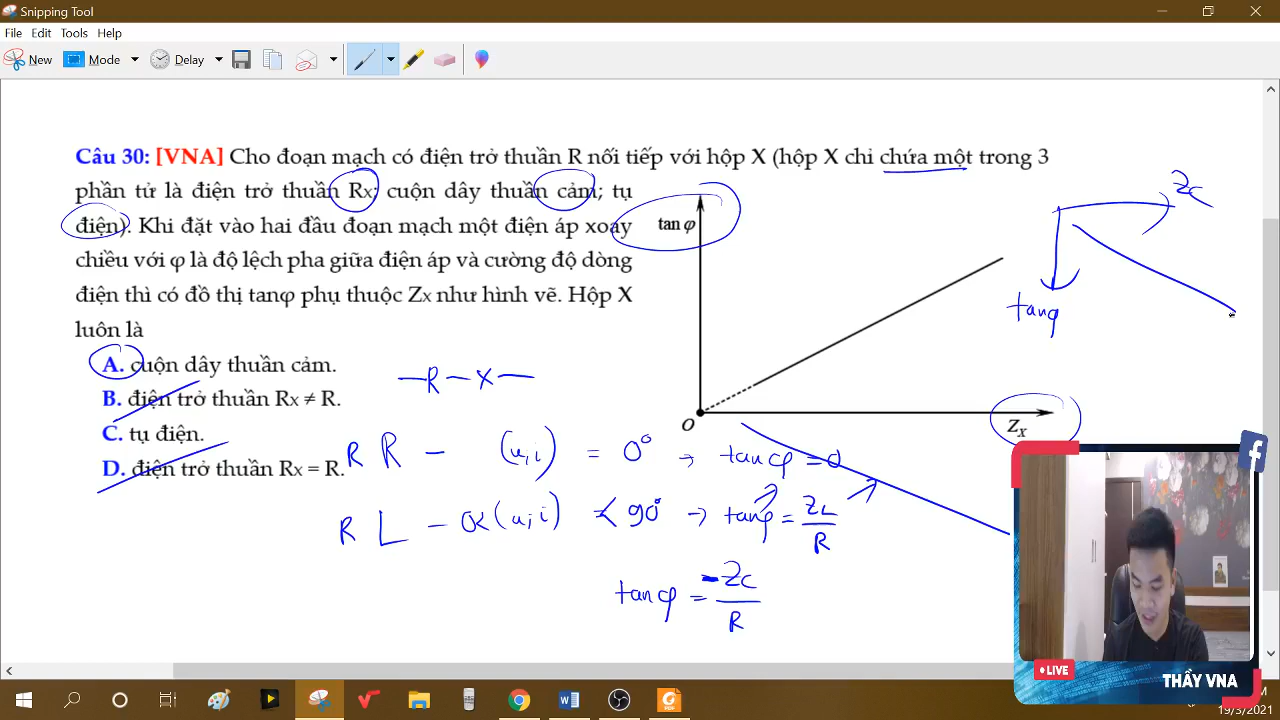 Snipping Tool
File Edit Tools Help
New Mode Delay
Câu 30: [VNA] Cho đoạn mạch có điện trở thuần R nối tiếp với hộp X (hộp X chỉ chứa một trong 3
phần tử là điện trở thuần Rx; cuộn dây thuần cảm; tụ
điện). Khi đặt vào hai đầu đoạn mạch một điện áp xoay
chiều với φ là độ lệch pha giữa điện áp và cường độ dòng
điện thì có đồ thị tanφ phụ thuộc Zx như hình vẽ. Hộp X
luôn là
A. cuộn dây thuần cảm.
B. điện trở thuần Rx ≠ R.
C. tụ điện.
D. điện trở thuần Rx = R.
tan φ
O
Zx
Zc
tanφ
R X
R R - (u,i) = 0° → tanφ = 0
R L - α(u,i) < 90° → tanφ = ZL/R
tanφ = -Zc/R
LIVE
THẦY VNA
19/3/2021